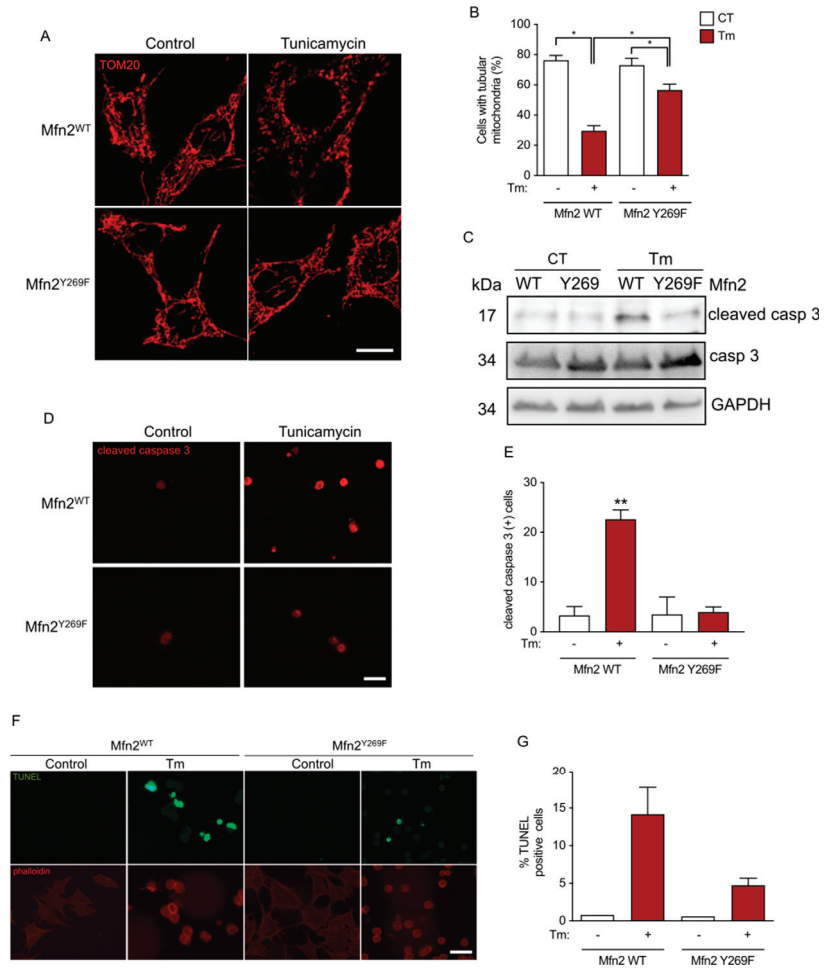 A
Control Tunicamycin
TOM20
Mfn2WT
Mfn2Y269F
B
CT
Tm
Cells with tubular
mitochondria (%)
100
80
60
40
20
0
* * *
Tm: - + - +
Mfn2 WT Mfn2 Y269F
C
CT Tm
kDa WT Y269 WT Y269F Mfn2
17 cleaved casp 3
34 casp 3
34 GAPDH
D
Control Tunicamycin
cleaved caspase 3
Mfn2WT
Mfn2Y269F
E
cleaved caspase 3 (+) cells
30
20
10
0
**
Tm: - + - +
Mfn2 WT Mfn2 Y269F
F
Mfn2WT Mfn2Y269F
Control Tm Control Tm
TUNEL
phalloidin
G
% TUNEL
positive cells
20
15
10
5
0
Tm: - + - +
Mfn2 WT Mfn2 Y269F